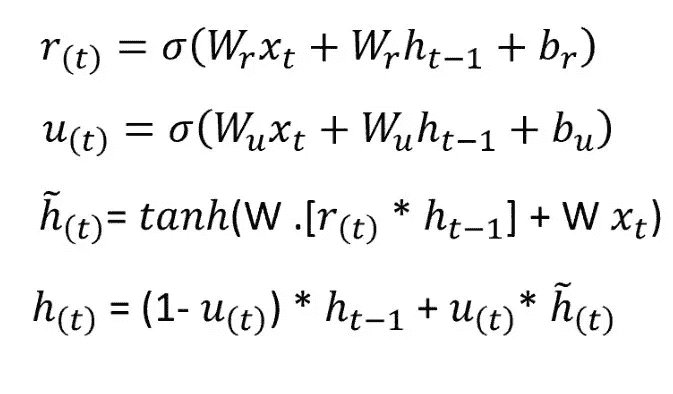 r₍ₜ₎ = σ(Wᵣxₜ + Wᵣhₜ₋₁ + bᵣ)
u₍ₜ₎ = σ(Wᵤxₜ + Wᵤhₜ₋₁ + bᵤ)
h̃₍ₜ₎= tanh(W .[r₍ₜ₎ * hₜ₋₁] + W xₜ)
h₍ₜ₎ = (1- u₍ₜ₎) * hₜ₋₁ + u₍ₜ₎* h̃₍ₜ₎